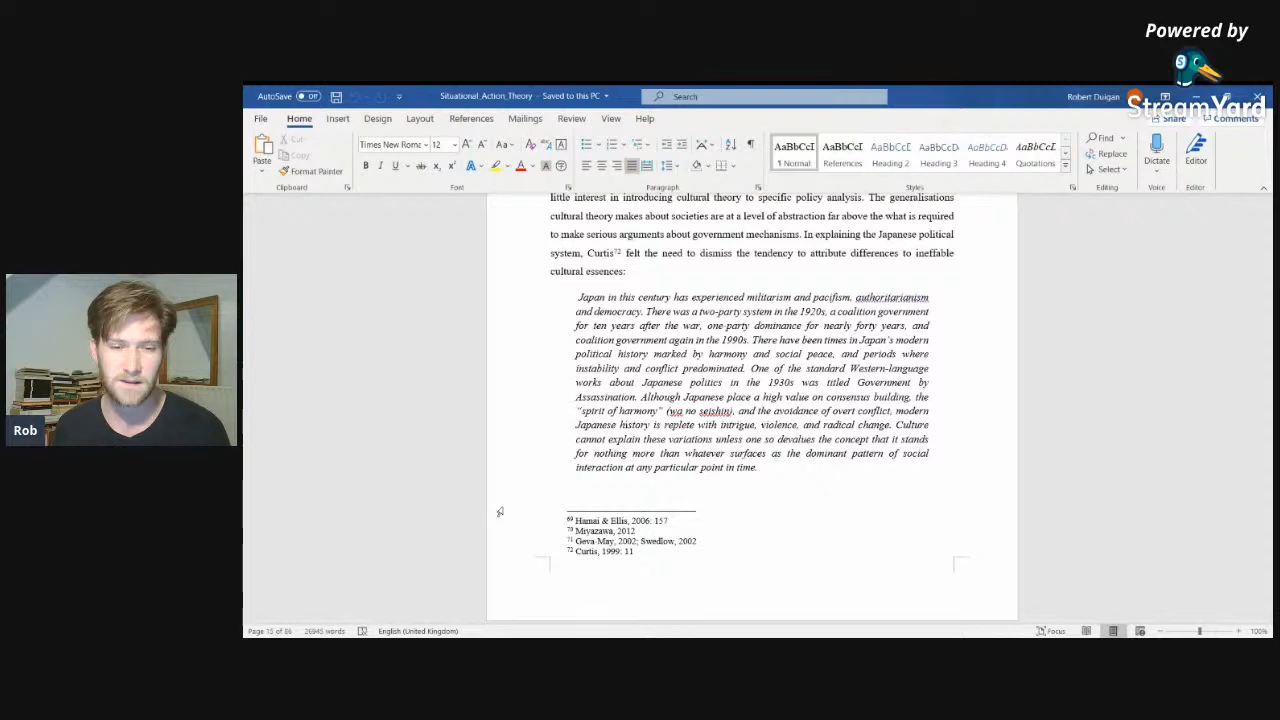 Powered by
StreamYard
AutoSave Off
Situational_Action_Theory - Saved to this PC
Search
Robert Duigan
File Home Insert Design Layout References Mailings Review View Help
Share Comments
Paste
Cut
Copy
Format Painter
Clipboard
Times New Roma 12
Font
Paragraph
AaBbCcI AaBbCcI AaBbCcI AaBbCcD AaBbCcD AaBbCcI
¶ Normal References Heading 2 Heading 3 Heading 4 Quotations
Styles
Find
Replace
Select
Editing
Dictate
Voice
Editor
Editor
little interest in introducing cultural theory to specific policy analysis. The generalisations
cultural theory makes about societies are at a level of abstraction far above the what is required
to make serious arguments about government mechanisms. In explaining the Japanese political
system, Curtis72 felt the need to dismiss the tendency to attribute differences to ineffable
cultural essences:
Japan in this century has experienced militarism and pacifism, authoritarianism
and democracy. There was a two-party system in the 1920s, a coalition government
for ten years after the war, one-party dominance for nearly forty years, and
coalition government again in the 1990s. There have been times in Japan's modern
political history marked by harmony and social peace, and periods where
instability and conflict predominated. One of the standard Western-language
works about Japanese politics in the 1930s was titled Government by
Assassination. Although Japanese place a high value on consensus building, the
"spirit of harmony" (wa no seishin), and the avoidance of overt conflict, modern
Japanese history is replete with intrigue, violence, and radical change. Culture
cannot explain these variations unless one so devalues the concept that it stands
for nothing more than whatever surfaces as the dominant pattern of social
interaction at any particular point in time.
69 Hamai & Ellis, 2006: 157
70 Miyazawa, 2012
71 Geva-May, 2002; Swedlow, 2002
72 Curtis, 1999: 11
Rob
Page 15 of 86 26945 words English (United Kingdom)
Focus
100%